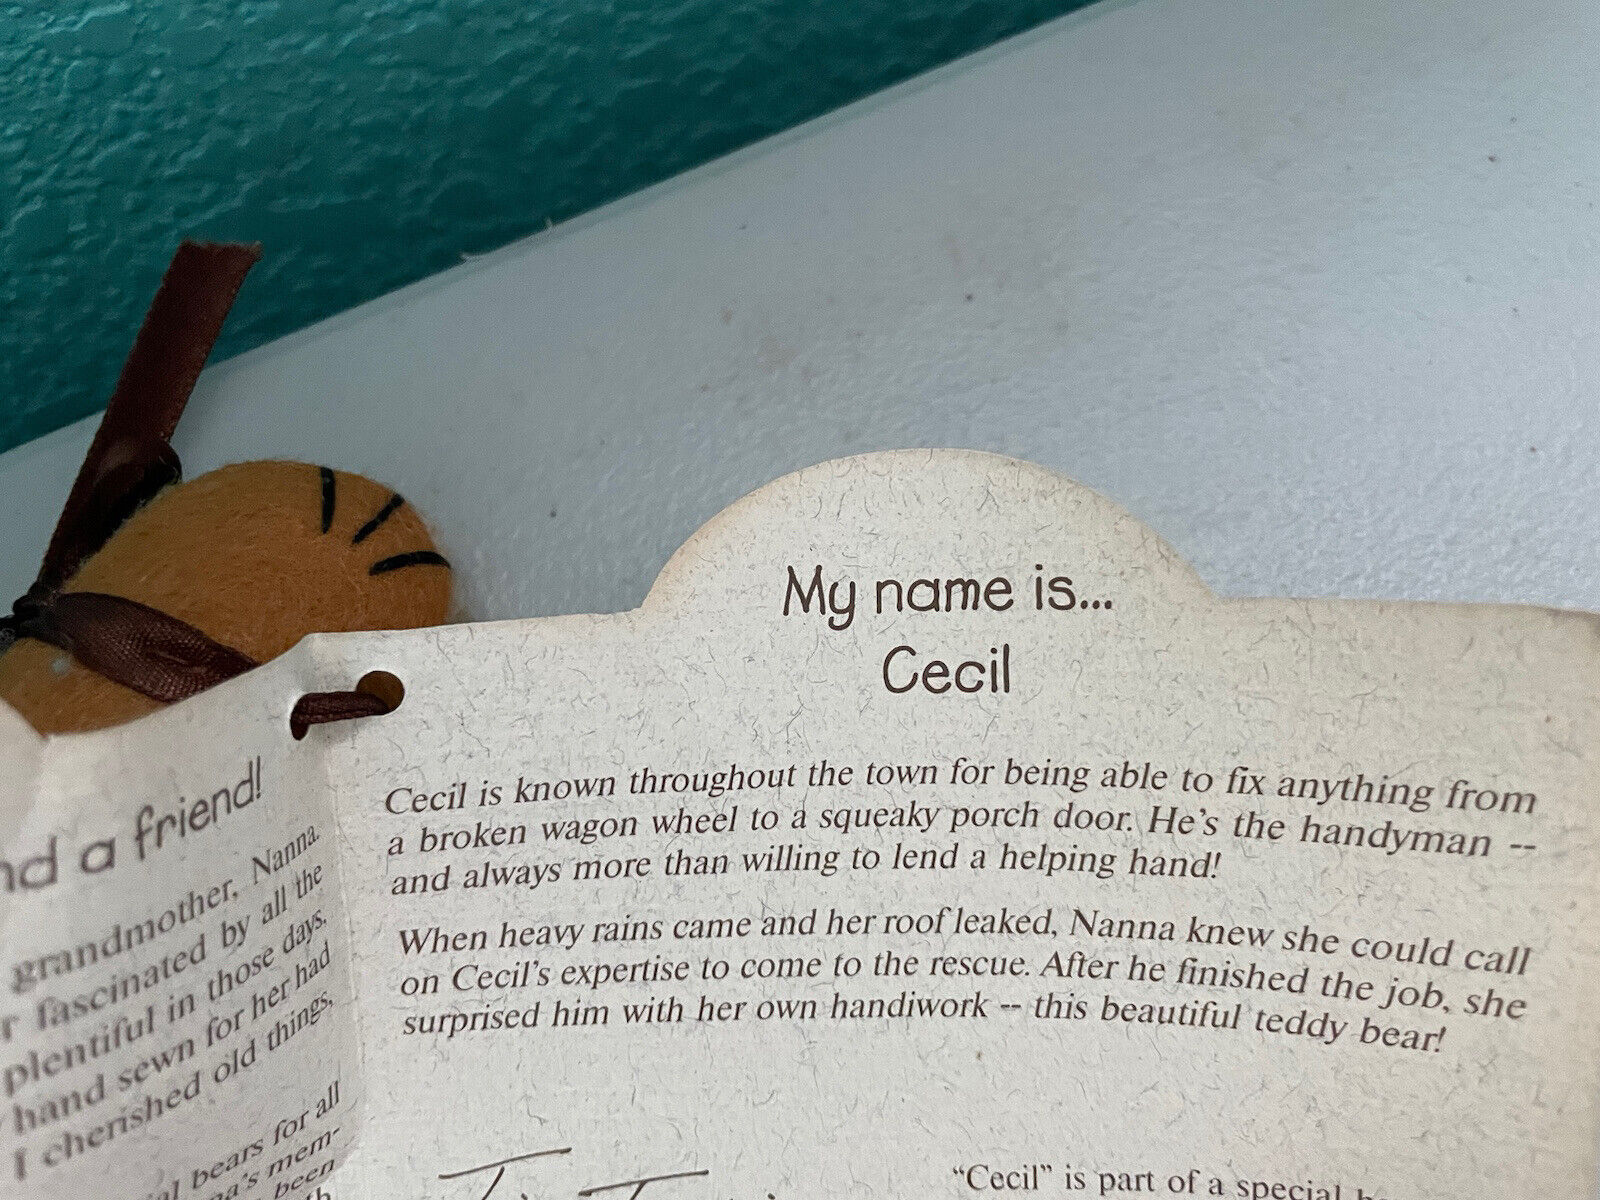 My name is...
Cecil
Cecil is known throughout the town for being able to fix anything from
a broken wagon wheel to a squeaky porch door. He's the handyman --
and always more than willing to lend a helping hand!
When heavy rains came and her roof leaked, Nanna knew she could call
on Cecil's expertise to come to the rescue. After he finished the job, she
surprised him with her own handiwork -- this beautiful teddy bear!
"Cecil" is part of a special
a friend!
grandmother, Nanna.
fascinated by all the
plentiful in those days.
hand sewn for her had
I cherished old things,
bears for all
mem-
been